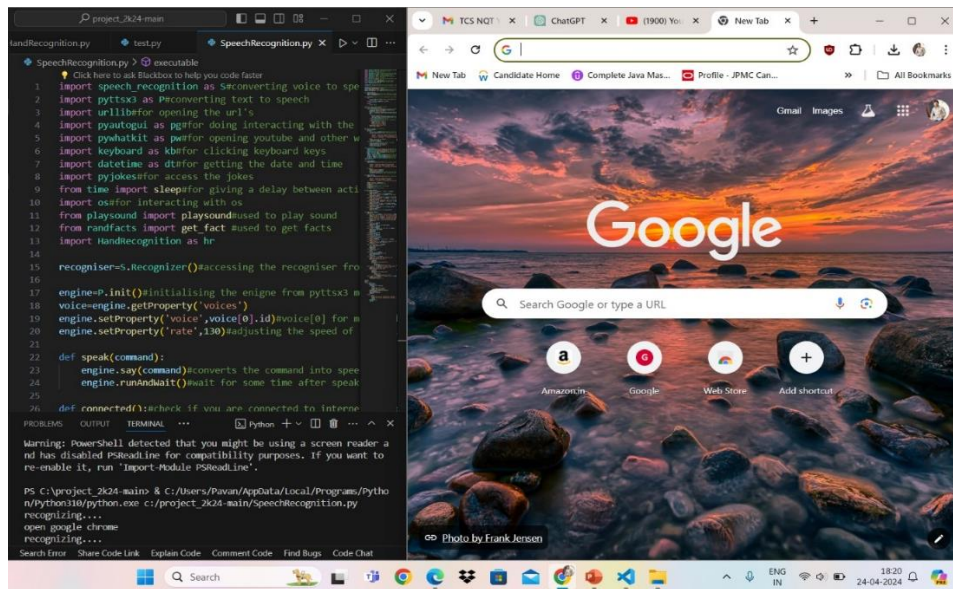 project_2k24-main
HandRecognition.py test.py SpeechRecognition.py
SpeechRecognition.py > executable
Click here to ask Blackbox to help you code faster
1 import speech_recognition as S#converting voice to spe
2 import pyttsx3 as P#converting text to speech
3 import urllib#for opening the url's
4 import pyautogui as pg#for doing interacting with the
5 import pywhatkit as pw#for opening youtube and other w
6 import keyboard as kb#for clicking keyboard keys
7 import datetime as dt#for getting the date and time
8 import pyjokes#for access the jokes
9 from time import sleep#for giving a delay between acti
10 import os#for interacting with os
11 from playsound import playsound#used to play sound
12 from randfacts import get_fact #used to get facts
13 import HandRecognition as hr
14
15 recogniser=S.Recognizer()#accessing the recogniser fro
16
17 engine=P.init()#initialising the enigne from pyttsx3 m
18 voice=engine.getProperty('voices')
19 engine.setProperty('voice',voice[0].id)#voice[0] for m
20 engine.setProperty('rate',130)#adjusting the speed of
21
22 def speak(command):
23 engine.say(command)#converts the command into spee
24 engine.runAndWait()#wait for some time after speak
25
26 def connected():#check if you are connected to interne
PROBLEMS OUTPUT TERMINAL ... Python
Warning: PowerShell detected that you might be using a screen reader a
nd has disabled PSReadLine for compatibility purposes. If you want to
re-enable it, run 'Import-Module PSReadLine'.
PS C:\project_2k24-main> & C:/Users/Pavan/AppData/Local/Programs/Pytho
n/Python310/python.exe c:/project_2k24-main/SpeechRecognition.py
recognizing....
open google chrome
recognizing....
Search Error Share Code Link Explain Code Comment Code Find Bugs Code Chat
TCS NQT ChatGPT (1900) You New Tab
New Tab Candidate Home Complete Java Mas... Profile - JPMC Can... » All Bookmarks
Gmail Images
Google
Search Google or type a URL
a G
Amazon.in Google Web Store Add shortcut
Photo by Frank Jensen
Search
ENG 18:20
IN 24-04-2024